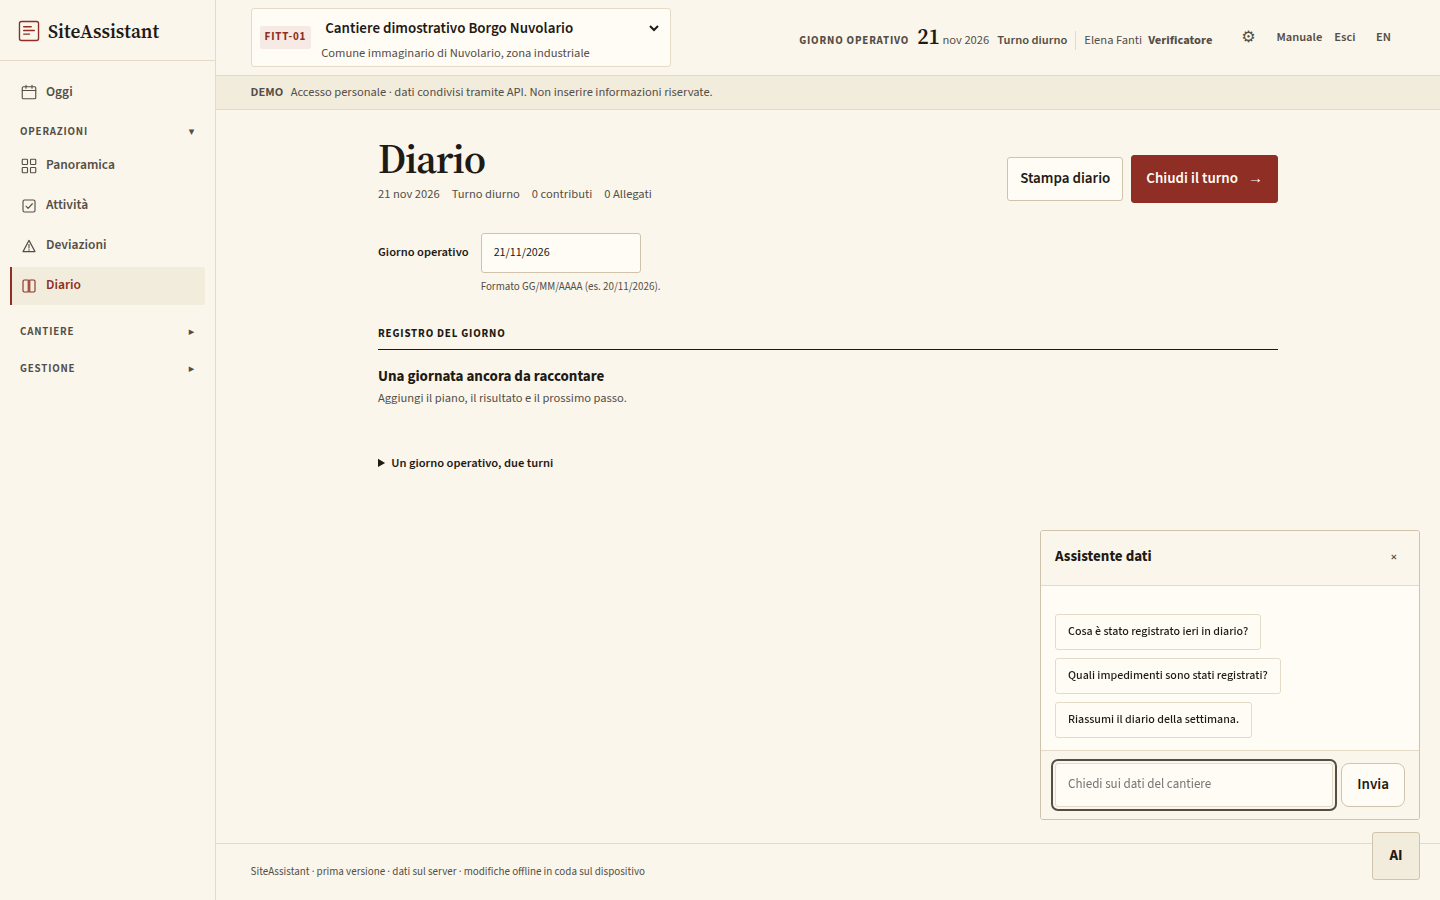 SiteAssistant
Oggi
OPERAZIONI
Panoramica
Attività
Deviazioni
Diario
CANTIERE
GESTIONE
FITT-01
Cantiere dimostrativo Borgo Nuvolario
Comune immaginario di Nuvolario, zona industriale
GIORNO OPERATIVO 21 nov 2026 Turno diurno Elena Fanti Verificatore
Manuale Esci EN
DEMO Accesso personale · dati condivisi tramite API. Non inserire informazioni riservate.
Diario
21 nov 2026 Turno diurno 0 contributi 0 Allegati
Stampa diario
Chiudi il turno →
Giorno operativo 21/11/2026
Formato GG/MM/AAAA (es. 20/11/2026).
REGISTRO DEL GIORNO
Una giornata ancora da raccontare
Aggiungi il piano, il risultato e il prossimo passo.
Un giorno operativo, due turni
Assistente dati ×
Cosa è stato registrato ieri in diario?
Quali impedimenti sono stati registrati?
Riassumi il diario della settimana.
Chiedi sui dati del cantiere
Invia
AI
SiteAssistant · prima versione · dati sul server · modifiche offline in coda sul dispositivo